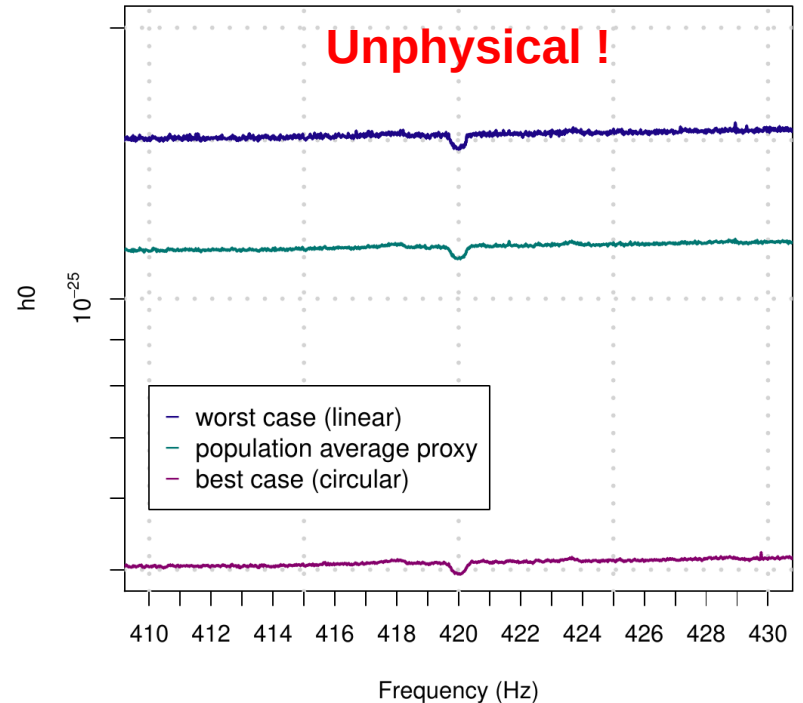 Unphysical !
h0
10⁻²⁵
worst case (linear)
population average proxy
best case (circular)
410 412 414 416 418 420 422 424 426 428 430
Frequency (Hz)